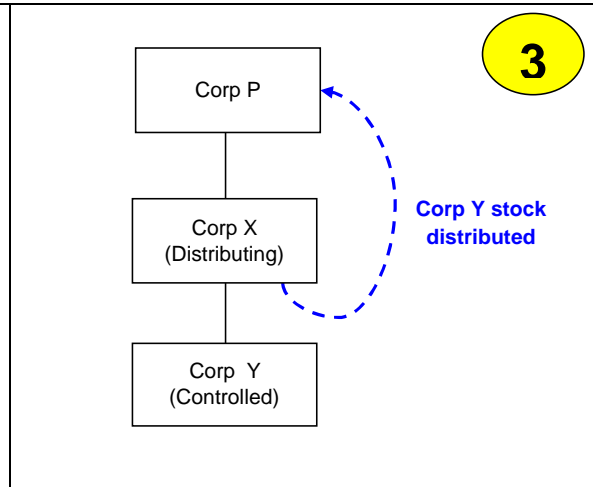 3
Corp P
Corp Y stock
distributed
Corp X
(Distributing)
Corp Y
(Controlled)